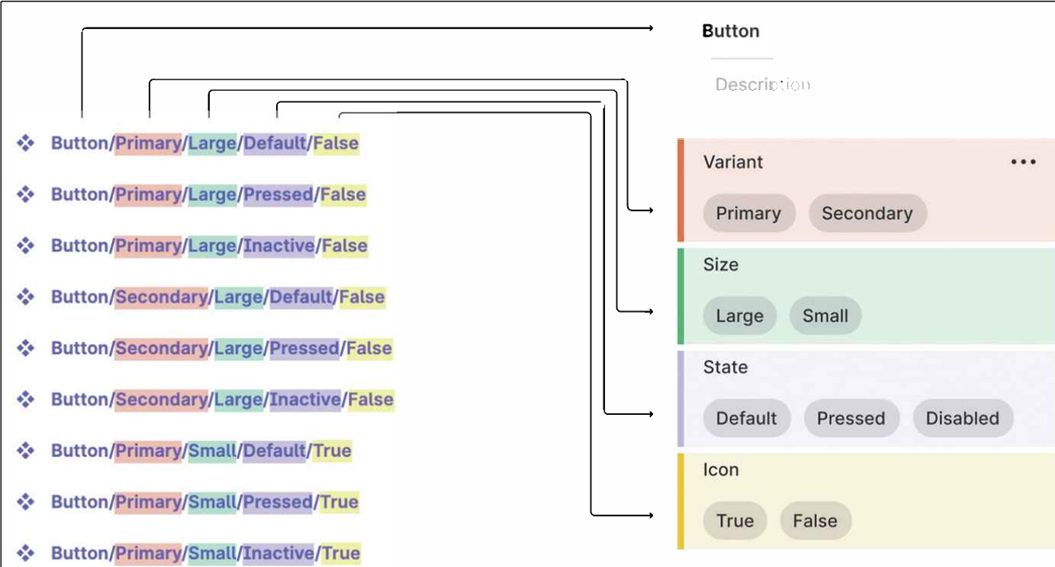 Button
Description
Button/Primary/Large/Default/False
Button/Primary/Large/Pressed/False
Button/Primary/Large/Inactive/False
Button/Secondary/Large/Default/False
Button/Secondary/Large/Pressed/False
Button/Secondary/Large/Inactive/False
Button/Primary/Small/Default/True
Button/Primary/Small/Pressed/True
Button/Primary/Small/Inactive/True
Variant
Primary Secondary
Size
Large Small
State
Default Pressed Disabled
Icon
True False